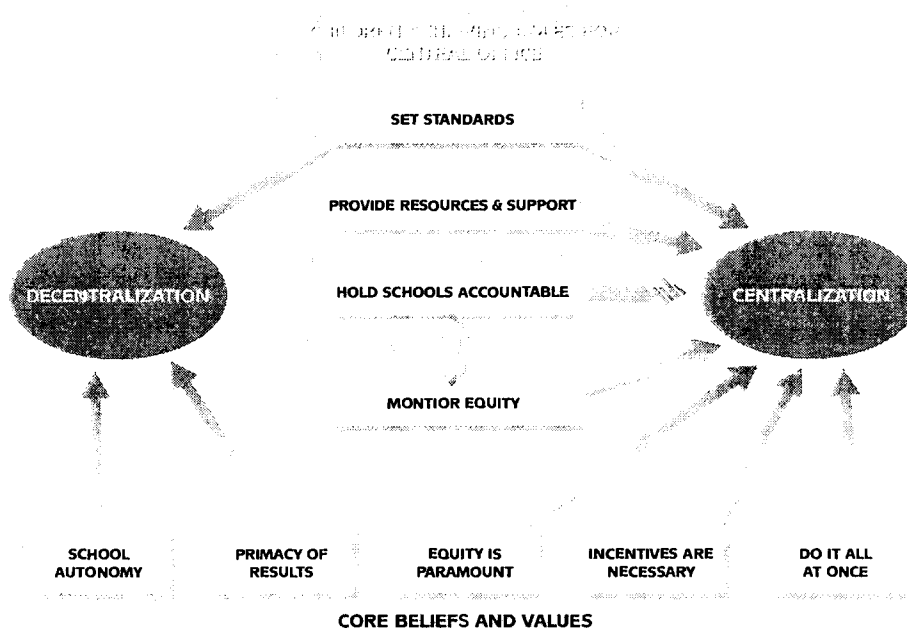 SET STANDARDS
PROVIDE RESOURCES & SUPPORT
DECENTRALIZATION
HOLD SCHOOLS ACCOUNTABLE
CENTRALIZATION
MONTIOR EQUITY
SCHOOL
AUTONOMY
PRIMACY OF
RESULTS
EQUITY IS
PARAMOUNT
INCENTIVES ARE
NECESSARY
DO IT ALL
AT ONCE
CORE BELIEFS AND VALUES